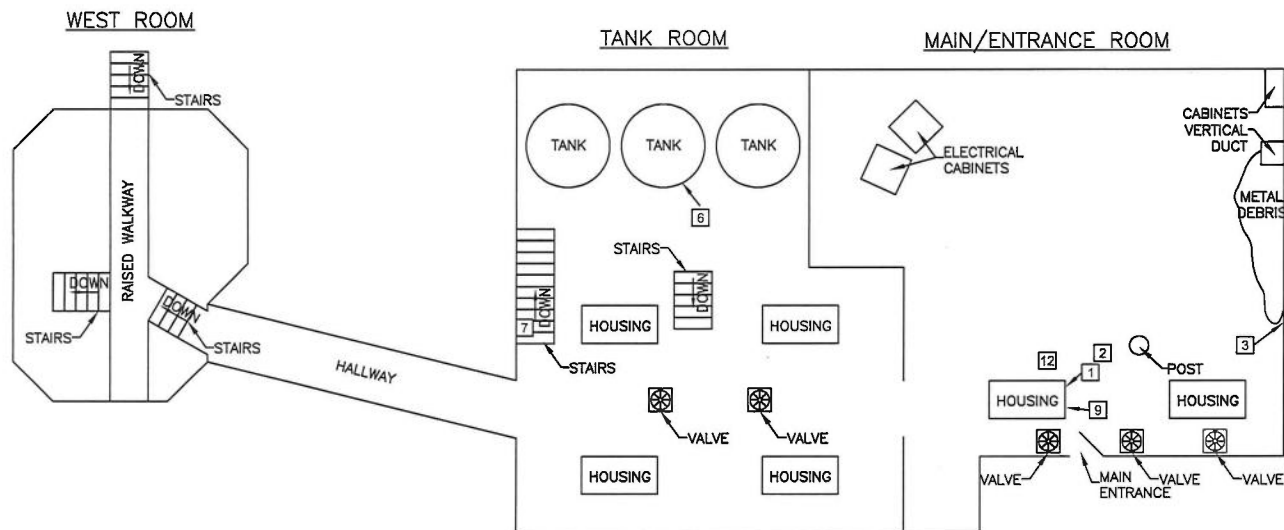 WEST ROOM
TANK ROOM
MAIN/ENTRANCE ROOM
DOWN
STAIRS
RAISED WALKWAY
DOWN
STAIRS
DOWN
STAIRS
HALLWAY
TANK
TANK
TANK
6
STAIRS
DOWN
DOWN
7
STAIRS
HOUSING
HOUSING
VALVE
VALVE
HOUSING
HOUSING
ELECTRICAL
CABINETS
CABINETS
VERTICAL
DUCT
METAL
DEBRIS
3
12
2
1
POST
HOUSING
9
HOUSING
VALVE
MAIN
ENTRANCE
VALVE
VALVE